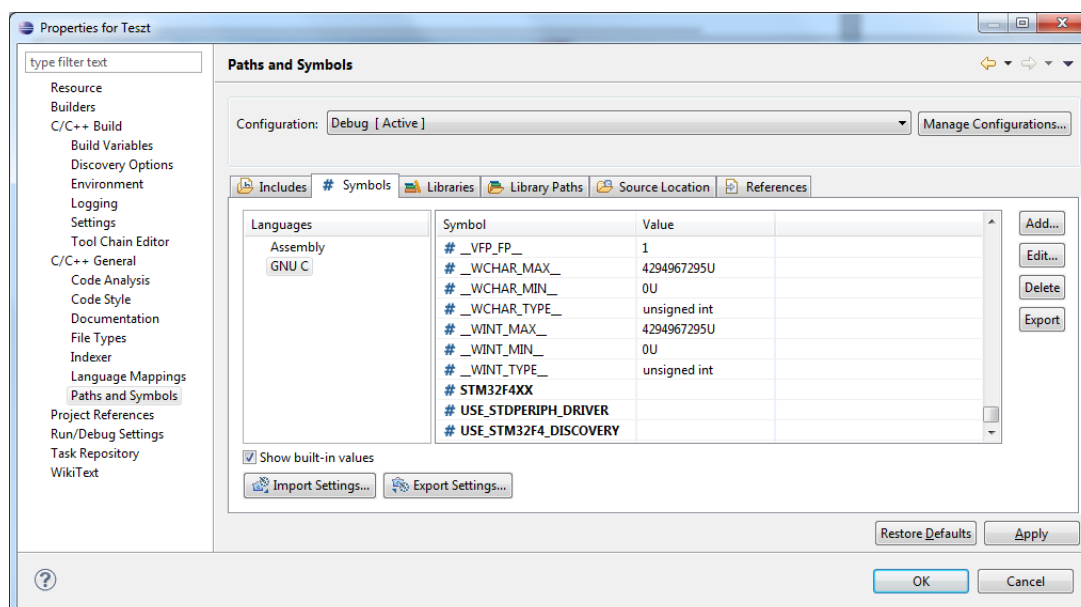 Properties for Teszt
type filter text
Resource
Builders
C/C++ Build
Build Variables
Discovery Options
Environment
Logging
Settings
Tool Chain Editor
C/C++ General
Code Analysis
Code Style
Documentation
File Types
Indexer
Language Mappings
Paths and Symbols
Project References
Run/Debug Settings
Task Repository
WikiText
Paths and Symbols
Configuration: Debug [ Active ] Manage Configurations...
Includes # Symbols Libraries Library Paths Source Location References
Languages
Assembly
GNU C
Symbol Value
# __VFP_FP__ 1
# __WCHAR_MAX__ 4294967295U
# __WCHAR_MIN__ 0U
# __WCHAR_TYPE__ unsigned int
# __WINT_MAX__ 4294967295U
# __WINT_MIN__ 0U
# __WINT_TYPE__ unsigned int
# STM32F4XX
# USE_STDPERIPH_DRIVER
# USE_STM32F4_DISCOVERY
Add...
Edit...
Delete
Export
Show built-in values
Import Settings... Export Settings...
Restore Defaults Apply
? OK Cancel